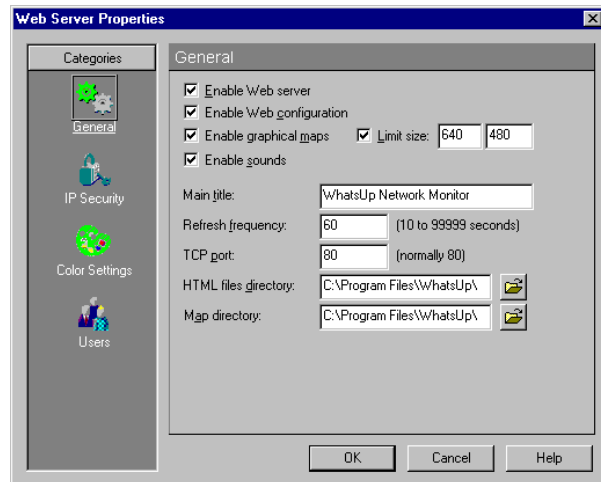 Web Server Properties
Categories
General
IP Security
Color Settings
Users
General
Enable Web server
Enable Web configuration
Enable graphical maps Limit size: 640 480
Enable sounds
Main title: WhatsUp Network Monitor
Refresh frequency: 60 (10 to 99999 seconds)
TCP port: 80 (normally 80)
HTML files directory: C:\Program Files\WhatsUp\
Map directory: C:\Program Files\WhatsUp\
OK Cancel Help